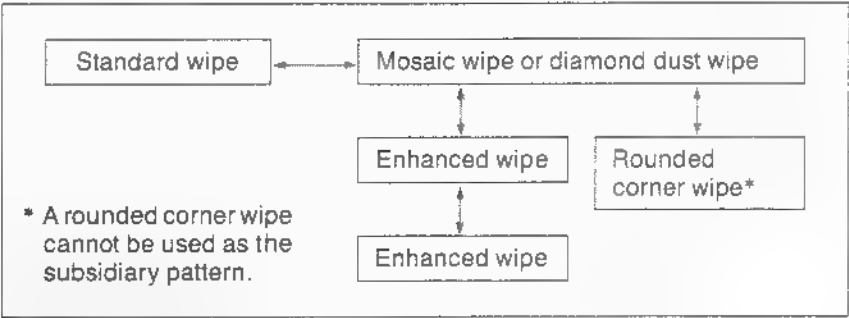 Standard wipe
Mosaic wipe or diamond dust wipe
Enhanced wipe
Rounded
corner wipe*
* A rounded corner wipe
cannot be used as the
subsidiary pattern.
Enhanced wipe